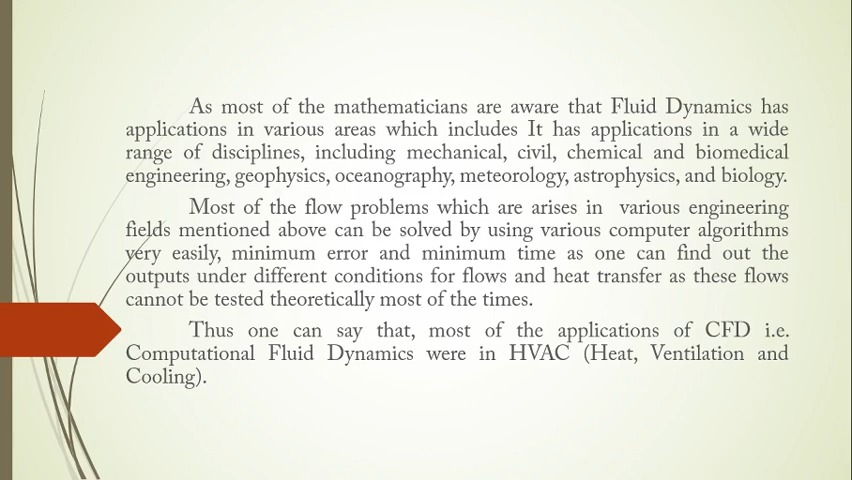 As most of the mathematicians are aware that Fluid Dynamics has
applications in various areas which includes It has applications in a wide
range of disciplines, including mechanical, civil, chemical and biomedical
engineering, geophysics, oceanography, meteorology, astrophysics, and biology.
Most of the flow problems which are arises in various engineering
fields mentioned above can be solved by using various computer algorithms
very easily, minimum error and minimum time as one can find out the
outputs under different conditions for flows and heat transfer as these flows
cannot be tested theoretically most of the times.
Thus one can say that, most of the applications of CFD i.e.
Computational Fluid Dynamics were in HVAC (Heat, Ventilation and
Cooling).